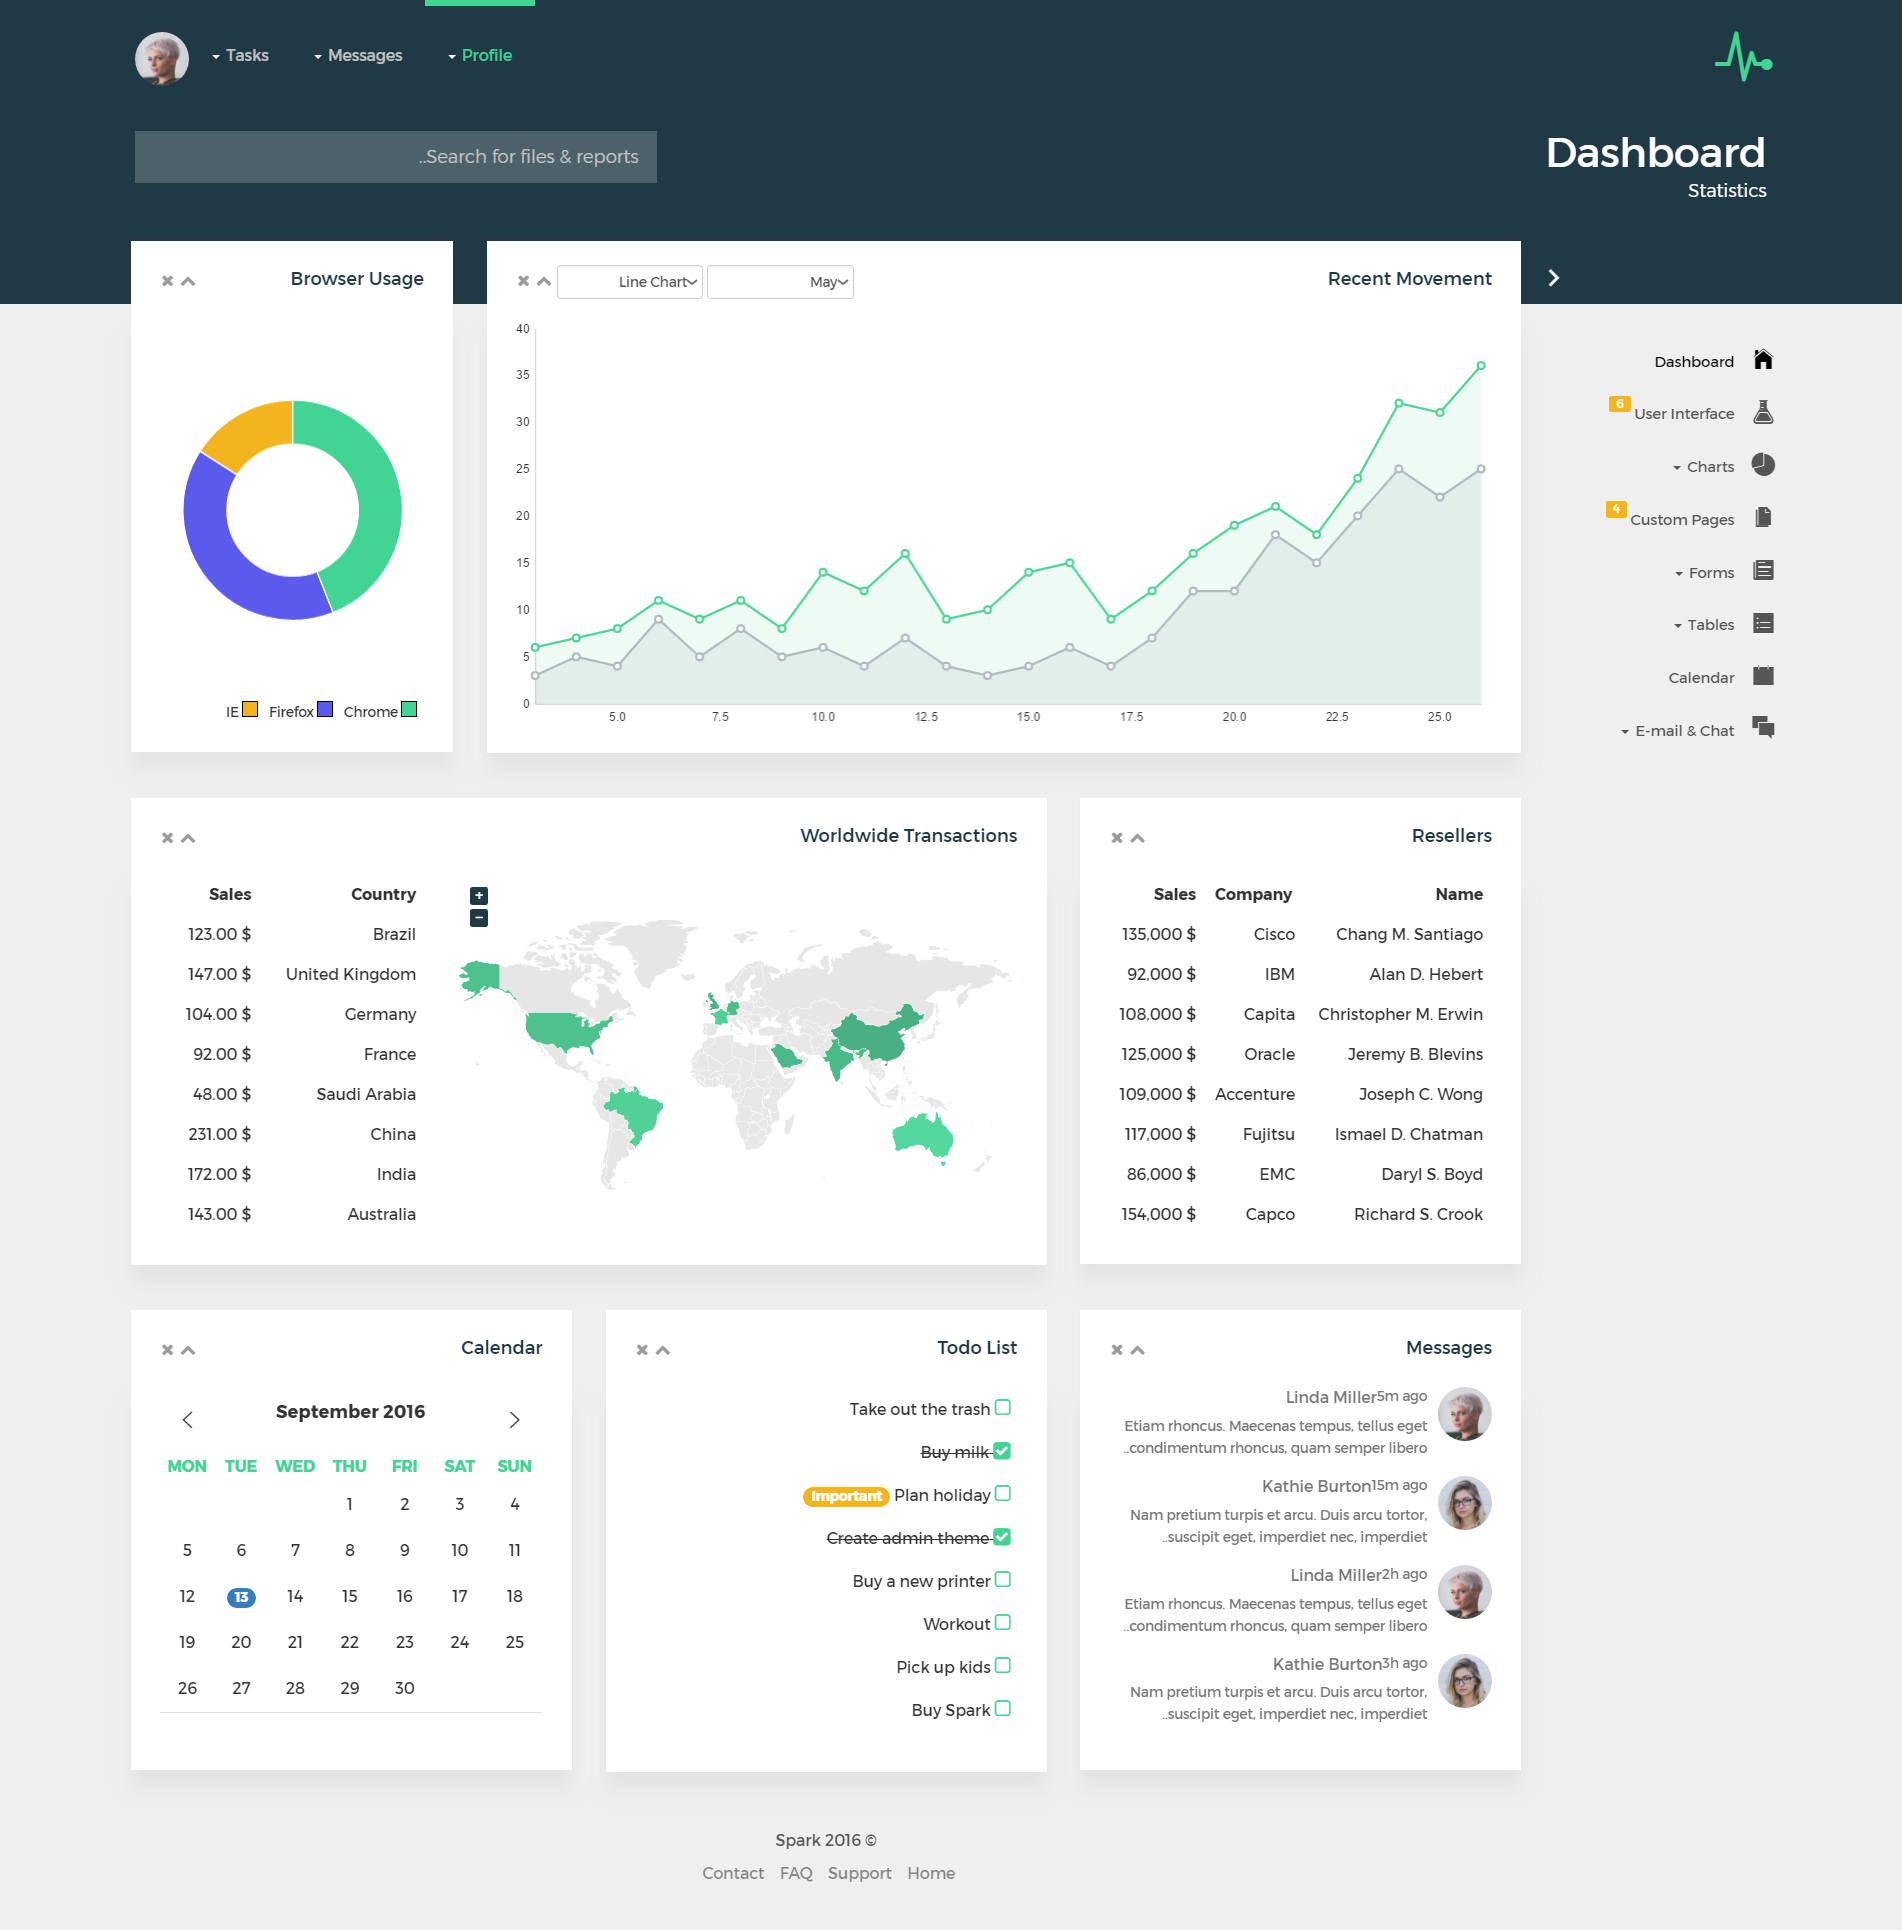 Tasks Messages Profile
..Search for files & reports
Dashboard
Statistics
Browser Usage
IE Firefox Chrome
Line Chart May Recent Movement
40
35
30
25
20
15
10
5
0
5.0 7.5 10.0 12.5 15.0 17.5 20.0 22.5 25.0
Dashboard
6 User Interface
Charts
4 Custom Pages
Forms
Tables
Calendar
E-mail & Chat
Worldwide Transactions
Sales Country
123.00 $ Brazil
147.00 $ United Kingdom
104.00 $ Germany
92.00 $ France
48.00 $ Saudi Arabia
231.00 $ China
172.00 $ India
143.00 $ Australia
+
−
Resellers
Sales Company Name
135,000 $ Cisco Chang M. Santiago
92,000 $ IBM Alan D. Hebert
108,000 $ Capita Christopher M. Erwin
125,000 $ Oracle Jeremy B. Blevins
109,000 $ Accenture Joseph C. Wong
117,000 $ Fujitsu Ismael D. Chatman
86,000 $ EMC Daryl S. Boyd
154,000 $ Capco Richard S. Crook
Calendar
September 2016
MON TUE WED THU FRI SAT SUN
1 2 3 4
5 6 7 8 9 10 11
12 13 14 15 16 17 18
19 20 21 22 23 24 25
26 27 28 29 30
Todo List
Take out the trash
Buy milk
Important Plan holiday
Create admin theme
Buy a new printer
Workout
Pick up kids
Buy Spark
Messages
Linda Miller5m ago
Etiam rhoncus. Maecenas tempus, tellus eget
..condimentum rhoncus, quam semper libero
Kathie Burton15m ago
Nam pretium turpis et arcu. Duis arcu tortor,
..suscipit eget, imperdiet nec, imperdiet
Linda Miller2h ago
Etiam rhoncus. Maecenas tempus, tellus eget
..condimentum rhoncus, quam semper libero
Kathie Burton3h ago
Nam pretium turpis et arcu. Duis arcu tortor,
..suscipit eget, imperdiet nec, imperdiet
Spark 2016 ©
Contact FAQ Support Home